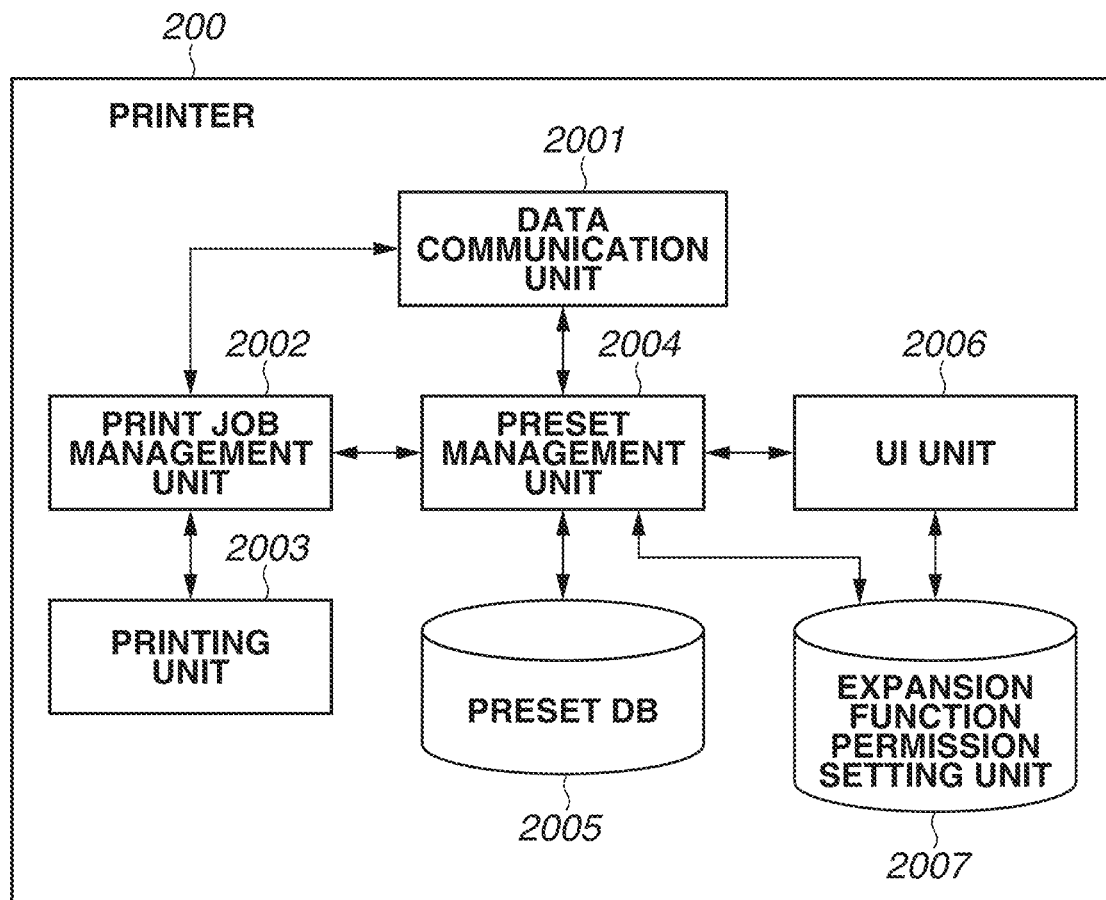 200
PRINTER
2001
DATA
COMMUNICATION
UNIT
2002
PRINT JOB
MANAGEMENT
UNIT
2004
PRESET
MANAGEMENT
UNIT
2006
UI UNIT
2003
PRINTING
UNIT
PRESET DB
2005
EXPANSION
FUNCTION
PERMISSION
SETTING UNIT
2007